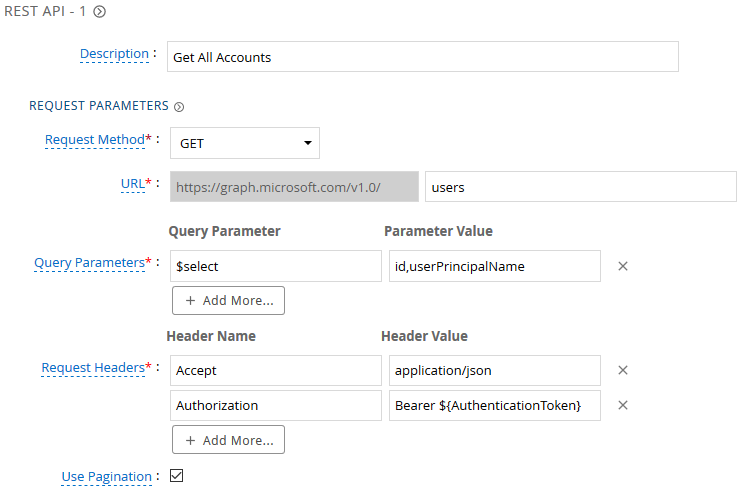 REST API - 1
Description :
Get All Accounts
REQUEST PARAMETERS
Request Method* :
GET
URL* :
https://graph.microsoft.com/v1.0/
users
Query Parameter
Parameter Value
Query Parameters* :
$select
id,userPrincipalName
+ Add More...
Header Name
Header Value
Request Headers* :
Accept
application/json
Authorization
Bearer ${AuthenticationToken}
+ Add More...
Use Pagination :